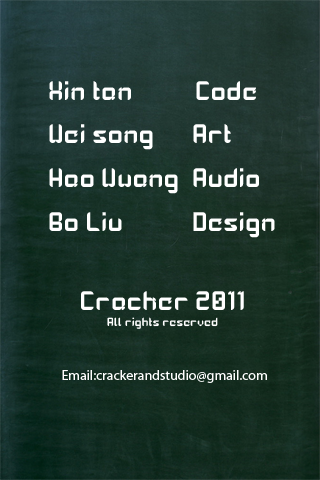 Xin tan Code
Wei song Art
Hao Wuang Audio
Bo Liu Design
Cracker 2011
All rights reserved
Email:crackerandstudio@gmail.com